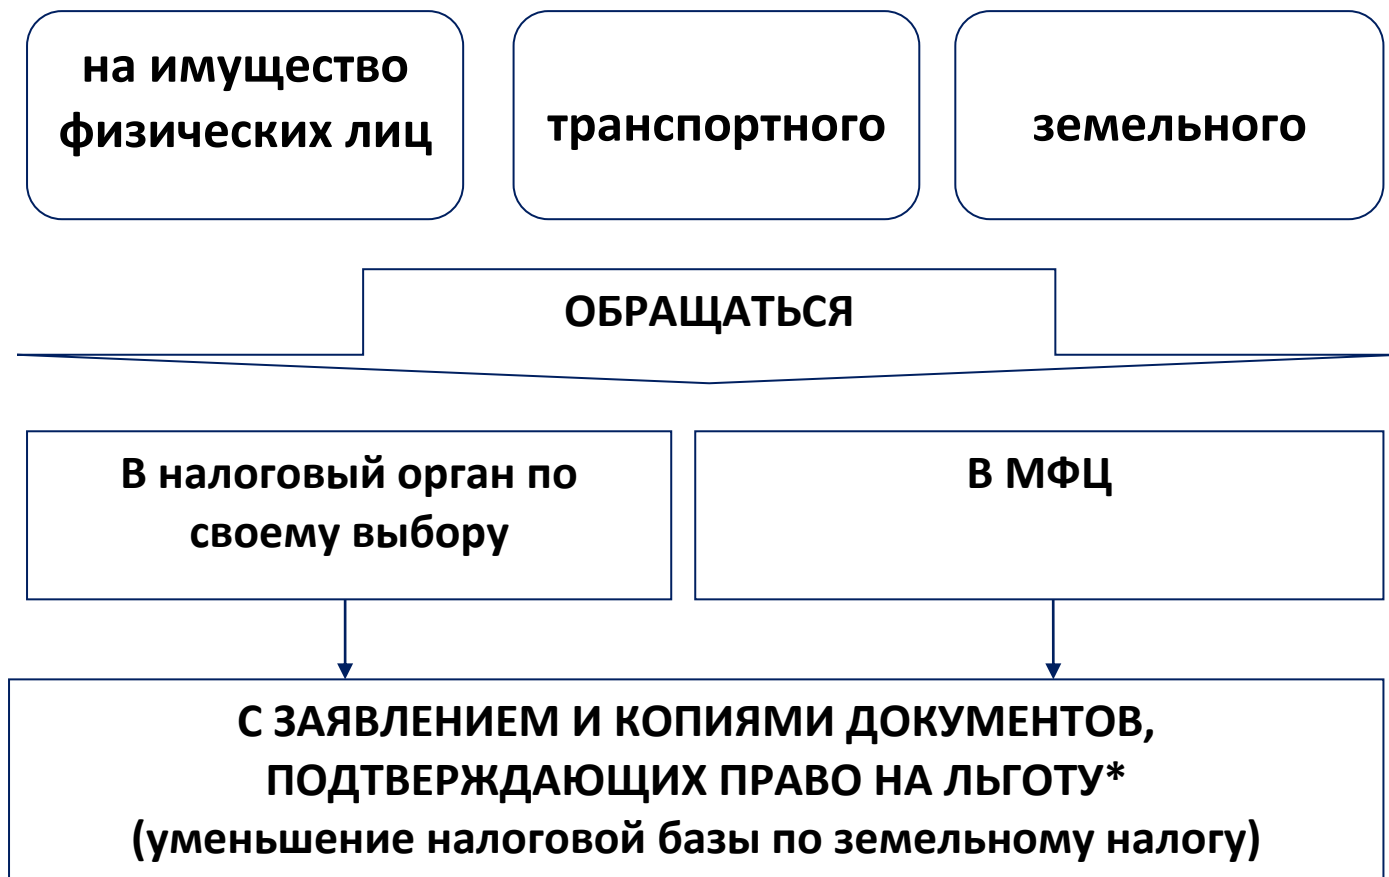 на имущество
физических лиц
транспортного
земельного
ОБРАЩАТЬСЯ
В налоговый орган по
своему выбору
В МФЦ
С ЗАЯВЛЕНИЕМ И КОПИЯМИ ДОКУМЕНТОВ,
ПОДТВЕРЖДАЮЩИХ ПРАВО НА ЛЬГОТУ*
(уменьшение налоговой базы по земельному налогу)